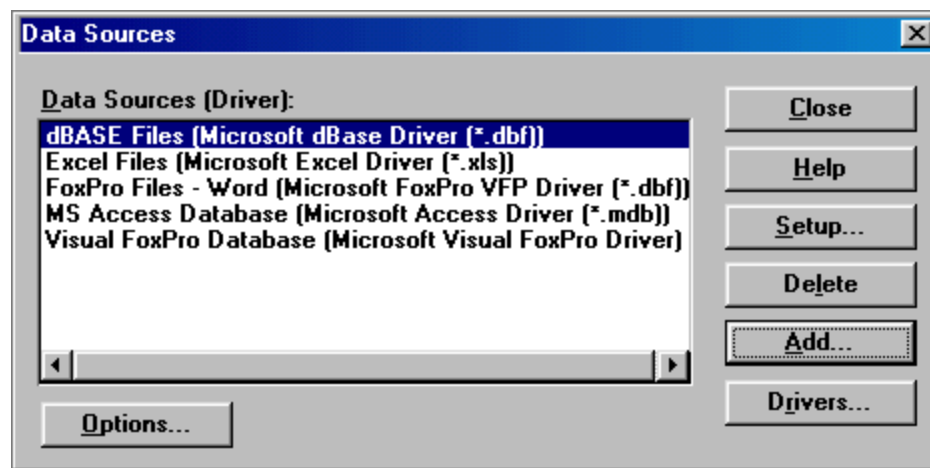 Data Sources
Data Sources (Driver):
dBASE Files (Microsoft dBase Driver (*.dbf))
Excel Files (Microsoft Excel Driver (*.xls))
FoxPro Files - Word (Microsoft FoxPro VFP Driver (*.dbf))
MS Access Database (Microsoft Access Driver (*.mdb))
Visual FoxPro Database (Microsoft Visual FoxPro Driver)
Close
Help
Setup...
Delete
Add...
Drivers...
Options...